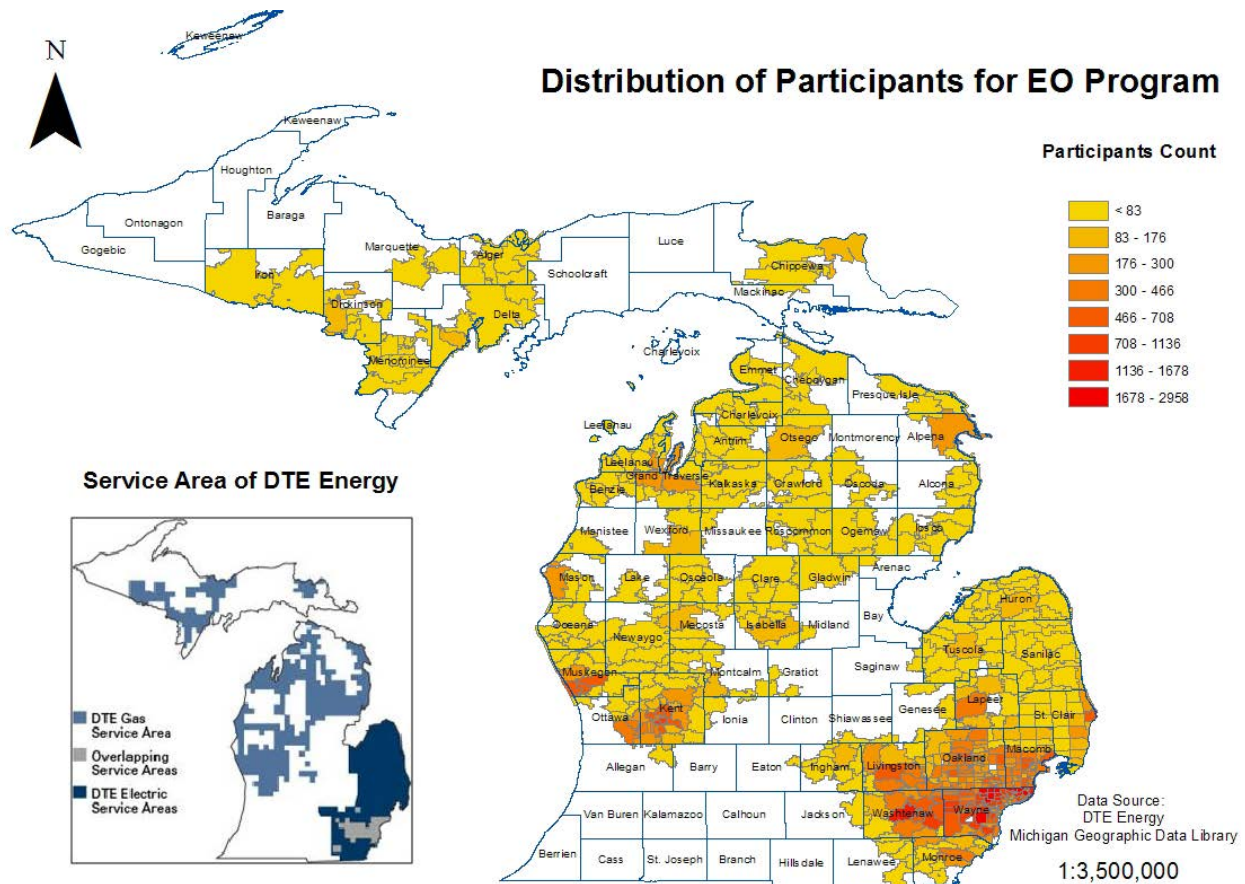 Keweenaw
N
Distribution of Participants for EO Program
Participants Count
< 83
83 - 176
176 - 300
300 - 466
466 - 708
708 - 1136
1136 - 1678
1678 - 2958
Keweenaw
Houghton
Ontonagon
Baraga
Gogebic
Marquette
Alger
Luce
Schoolcraft
Chippewa
Iron
Mackinac
Dickinson
Delta
Menominee
Charlevoix
Emmet
Cheboygan
Presque Isle
Charlevoix
Leelanau
Antrim
Otsego
Montmorency
Alpena
Leelanau
Grand Traverse
Benzie
Kalkaska
Crawford
Oscoda
Alcona
Manistee
Wexford
Missaukee
Roscommon
Ogemaw
Iosco
Arenac
Mason
Lake
Osceola
Clare
Gladwin
Huron
Bay
Oceana
Newaygo
Mecosta
Isabella
Midland
Tuscola
Sanilac
Muskegon
Montcalm
Gratiot
Saginaw
Kent
Lapeer
Genesee
St. Clair
Ottawa
Ionia
Clinton
Shiawassee
Macomb
Oakland
Livingston
Ingham
Allegan
Barry
Eaton
Van Buren
Kalamazoo
Calhoun
Jackson
Washtenaw
Wayne
Berrien
Cass
St. Joseph
Branch
Hillsdale
Lenawee
Monroe
Service Area of DTE Energy
DTE Gas
Service Area
Overlapping
Service Areas
DTE Electric
Service Areas
Data Source:
DTE Energy
Michigan Geographic Data Library
1:3,500,000